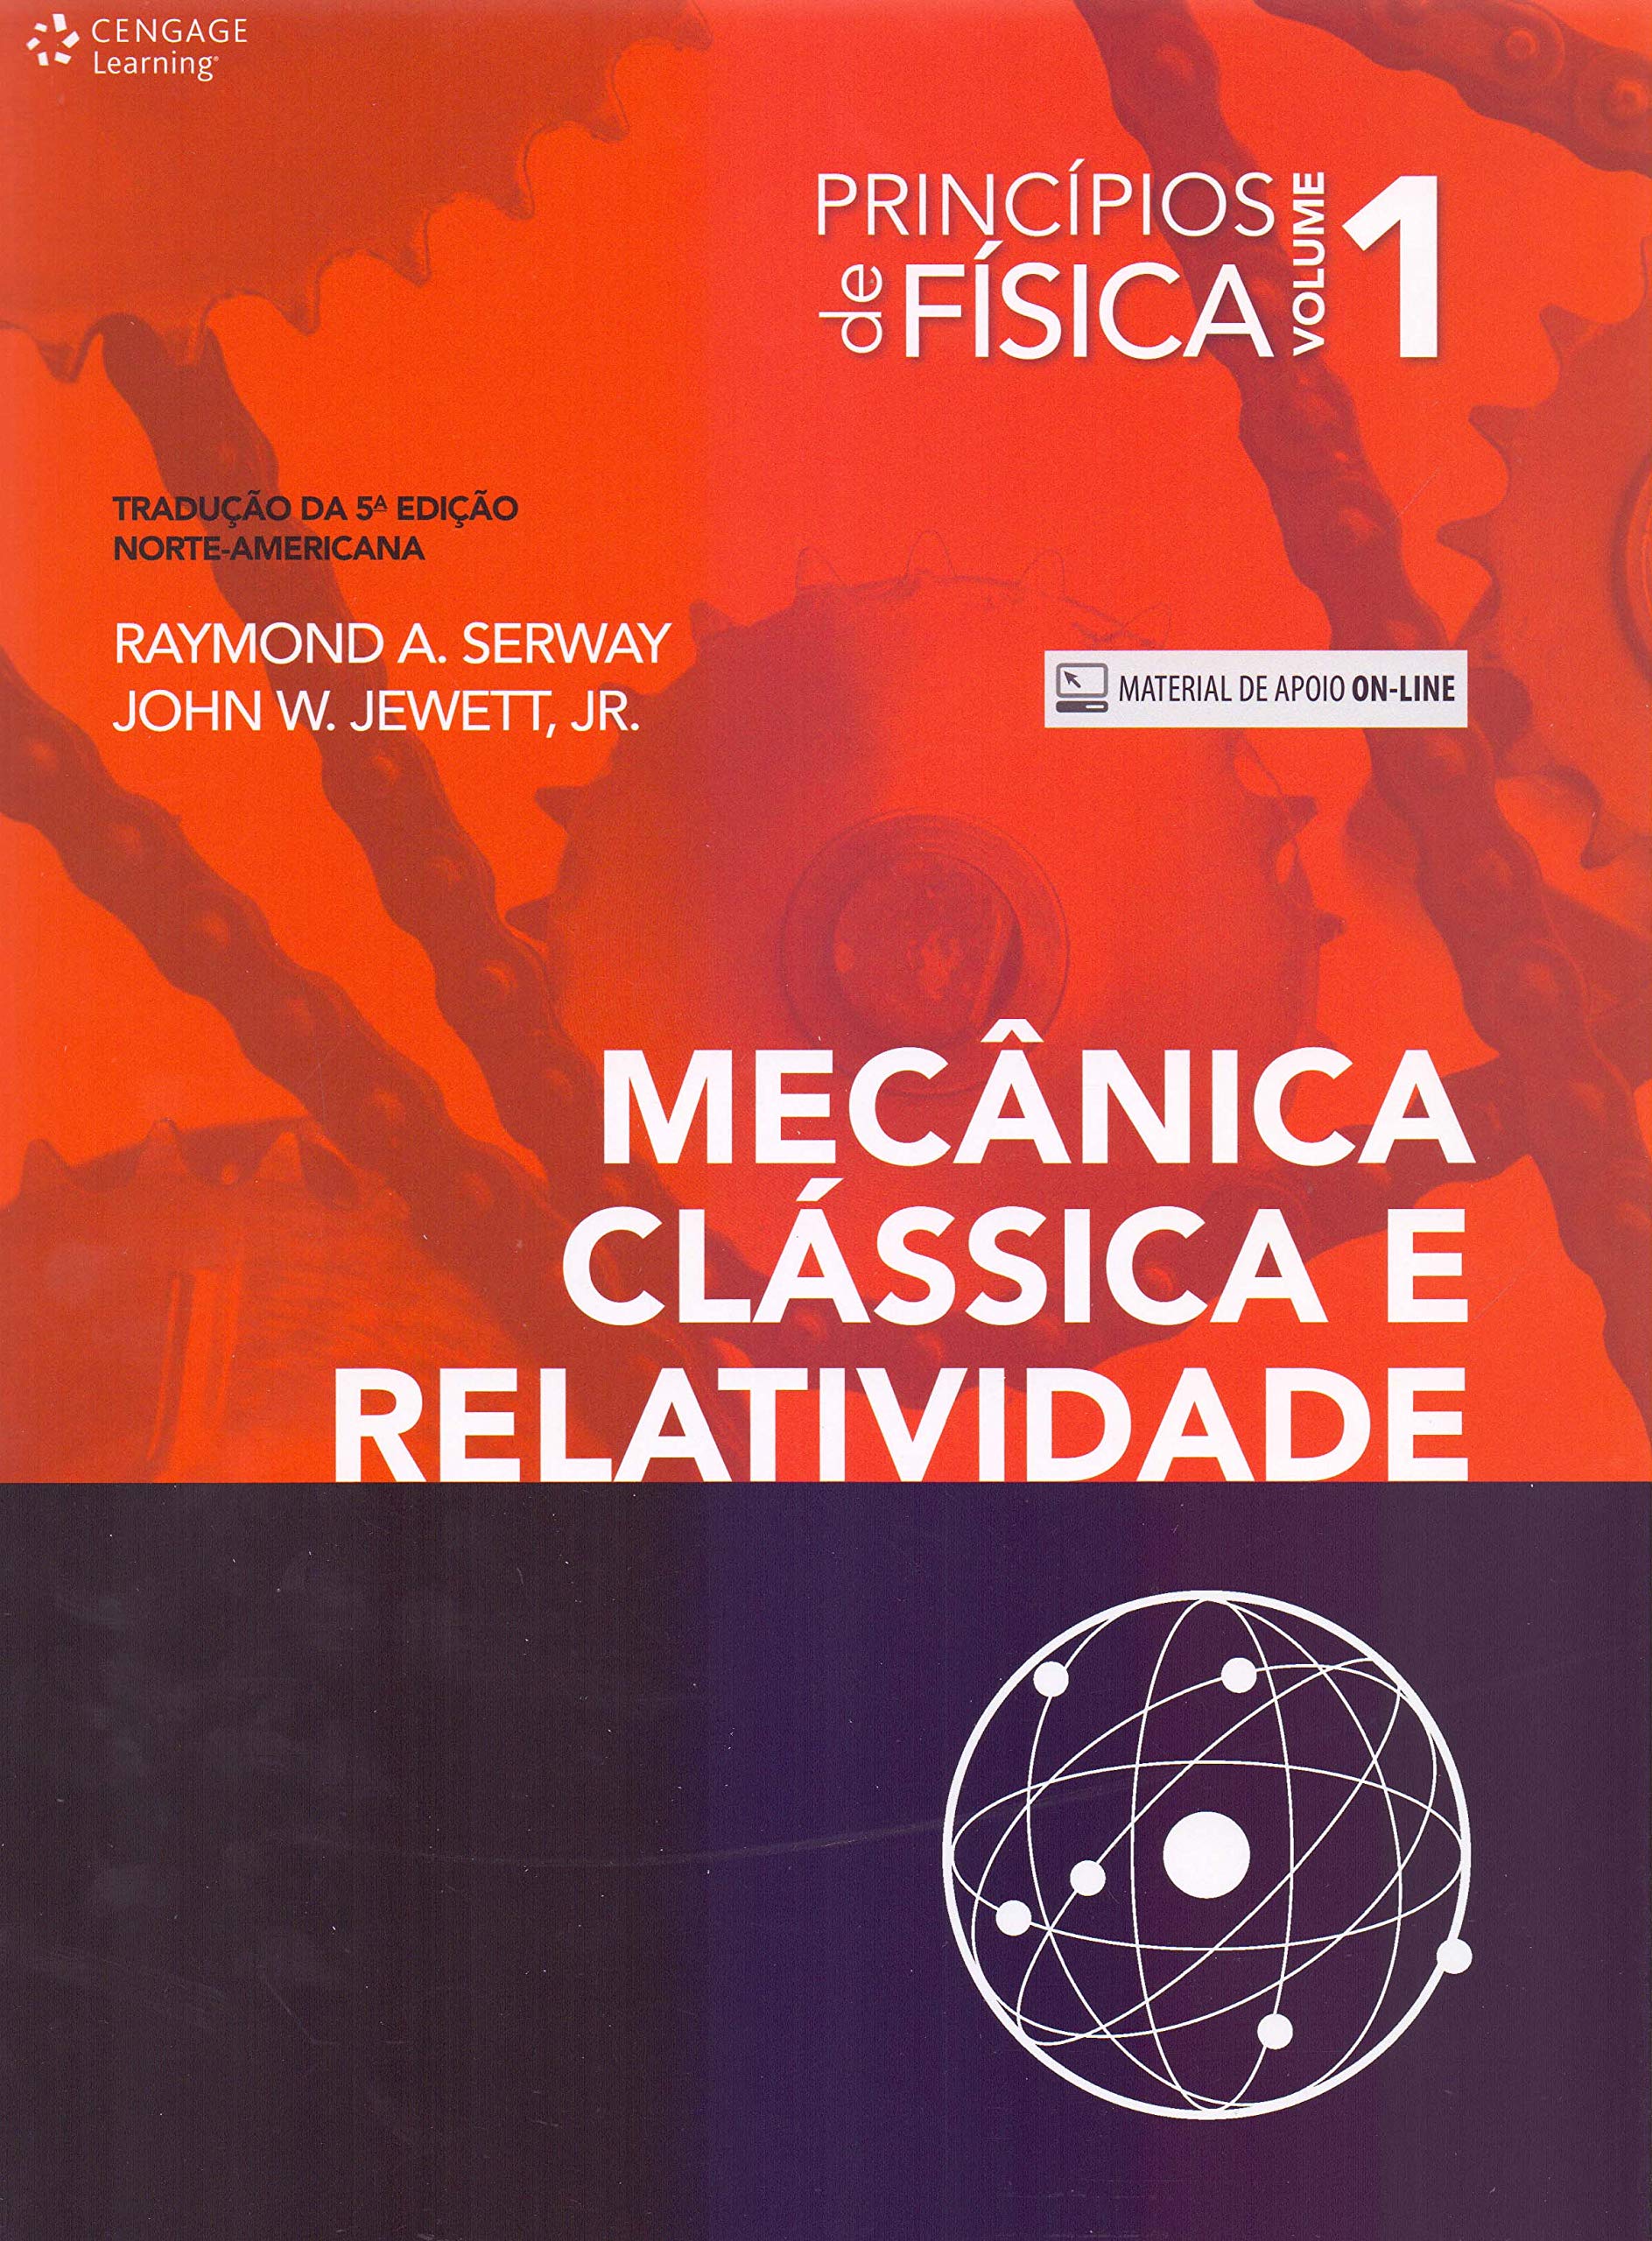 CENGAGE
Learning®
PRINCÍPIOS
de FÍSICA
VOLUME 1
TRADUÇÃO DA 5ª EDIÇÃO
NORTE-AMERICANA
RAYMOND A. SERWAY
JOHN W. JEWETT, JR.
MATERIAL DE APOIO ON-LINE
MECÂNICA
CLÁSSICA E
RELATIVIDADE